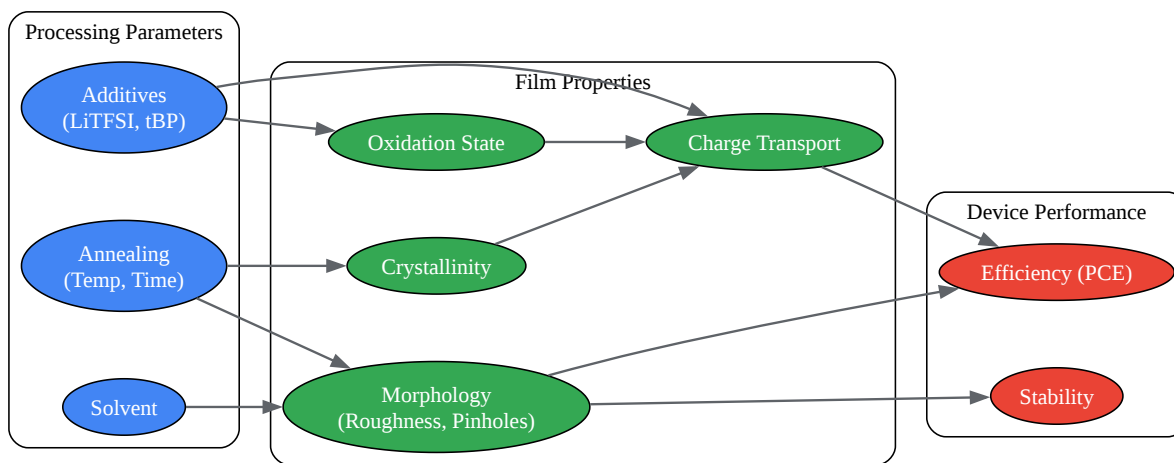 Processing Parameters
Additives
(LiTFSI, tBP)
Annealing
(Temp, Time)
Solvent
Film Properties
Oxidation State
Charge Transport
Crystallinity
Morphology
(Roughness, Pinholes)
Device Performance
Efficiency (PCE)
Stability